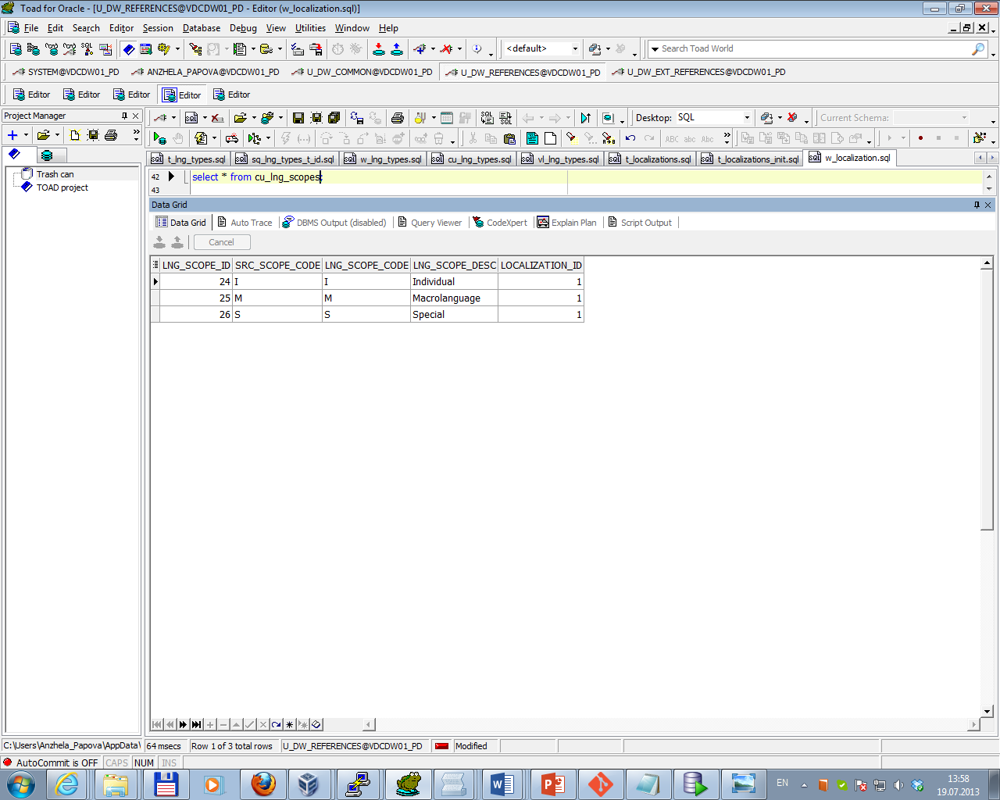 Toad for Oracle - [U_DW_REFERENCES@VDCDW01_PD - Editor (w_localization.sql)]
File Edit Search Editor Session Database Debug View Utilities Window Help
<default> Search Toad World
SYSTEM@VDCDW01_PD ANZHELA_PAPOVA@VDCDW01_PD U_DW_COMMON@VDCDW01_PD U_DW_REFERENCES@VDCDW01_PD U_DW_EXT_REFERENCES@VDCDW01_PD
Editor Editor Editor Editor Editor
Project Manager
Desktop: SQL Current Schema:
t_lng_types.sql sq_lng_types_t_id.sql w_lng_types.sql cu_lng_types.sql vl_lng_types.sql t_localizations.sql t_localizations_init.sql w_localization.sql
Trash can
TOAD project
42 select * from cu_lng_scopes;
43
Data Grid
Data Grid Auto Trace DBMS Output (disabled) Query Viewer CodeXpert Explain Plan Script Output
Cancel
LNG_SCOPE_ID SRC_SCOPE_CODE LNG_SCOPE_CODE LNG_SCOPE_DESC LOCALIZATION_ID
24 I I Individual 1
25 M M Macrolanguage 1
26 S S Special 1
C:\Users\Anzhela_Papova\AppData\ 64 msecs Row 1 of 3 total rows U_DW_REFERENCES@VDCDW01_PD Modified
AutoCommit is OFF CAPS NUM INS
EN 13:58
19.07.2013